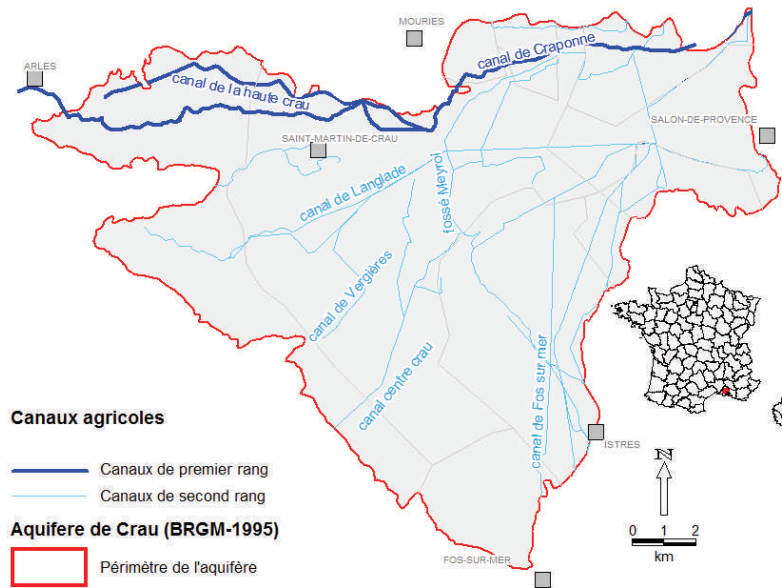 MOURIES
ARLES
canal de Craponne
canal de la haute crau
SALON-DE-PROVENCE
SAINT-MARTIN-DE-CRAU
canal de Langlade
fossé Meyrol
canal de Vergières
canal centre crau
canal de Fos sur mer
ISTRES
FOS-SUR-MER
Canaux agricoles
Canaux de premier rang
Canaux de second rang
Aquifere de Crau (BRGM-1995)
Périmètre de l'aquifère
N
0 1 2
km